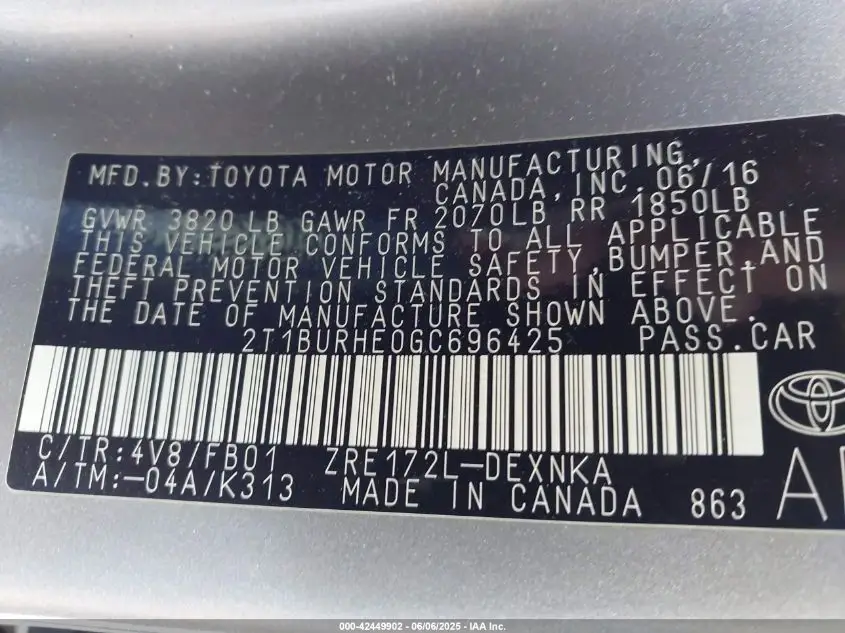 MFD.BY:TOYOTA MOTOR MANUFACTURING,
CANADA, INC. 06/16
GVWR 3820 LB GAWR FR 2070LB RR 1850LB
THIS VEHICLE CONFORMS TO ALL APPLICABLE
FEDERAL MOTOR VEHICLE SAFETY,BUMPER,AND
THEFT PREVENTION STANDARDS IN EFFECT ON
THE DATE OF MANUFACTURE SHOWN ABOVE.
2T1BURHE0GC696425 PASS.CAR
C/TR:4V8/FB01 ZRE172L-DEXNKA
A/TM:-04A/K313 MADE IN CANADA 863
000-42449902 - 06/06/2025 - IAA Inc.